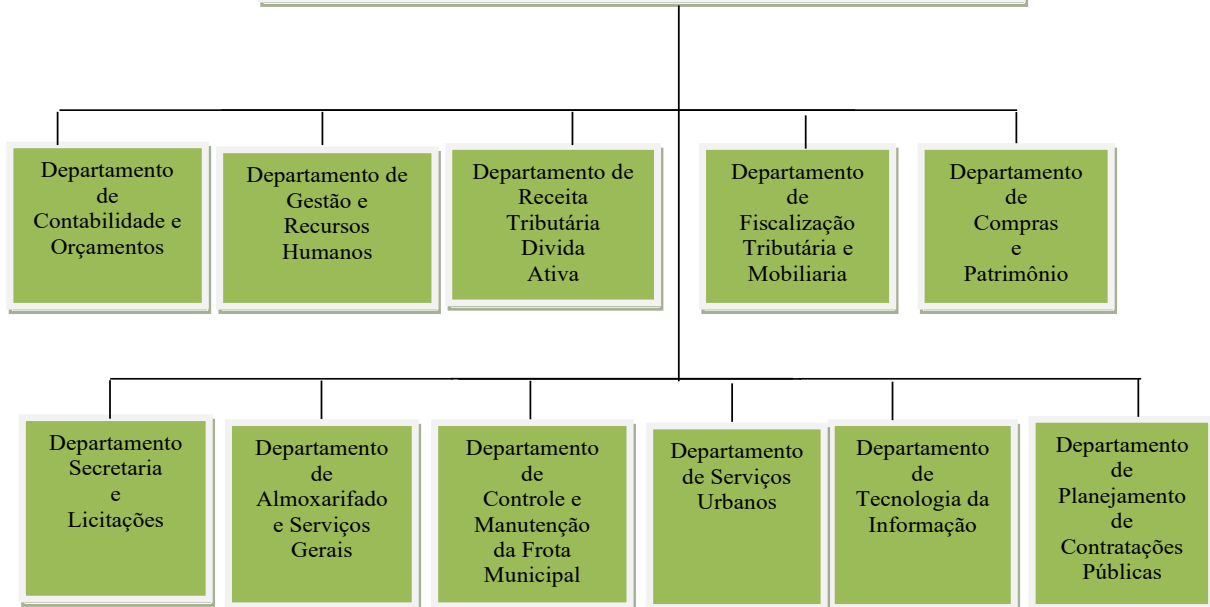 Departamento
de
Contabilidade e
Orçamentos
Departamento de
Gestão e
Recursos
Humanos
Departamento de
Receita
Tributária
Divida
Ativa
Departamento
de
Fiscalização
Tributária e
Mobiliaria
Departamento
de
Compras
e
Patrimônio
Departamento
Secretaria
e
Licitações
Departamento
de
Almoxarifado
e Serviços
Gerais
Departamento
de
Controle e
Manutenção
da Frota
Municipal
Departamento
de Serviços
Urbanos
Departamento
de
Tecnologia da
Informação
Departamento
de
Planejamento
de
Contratações
Públicas